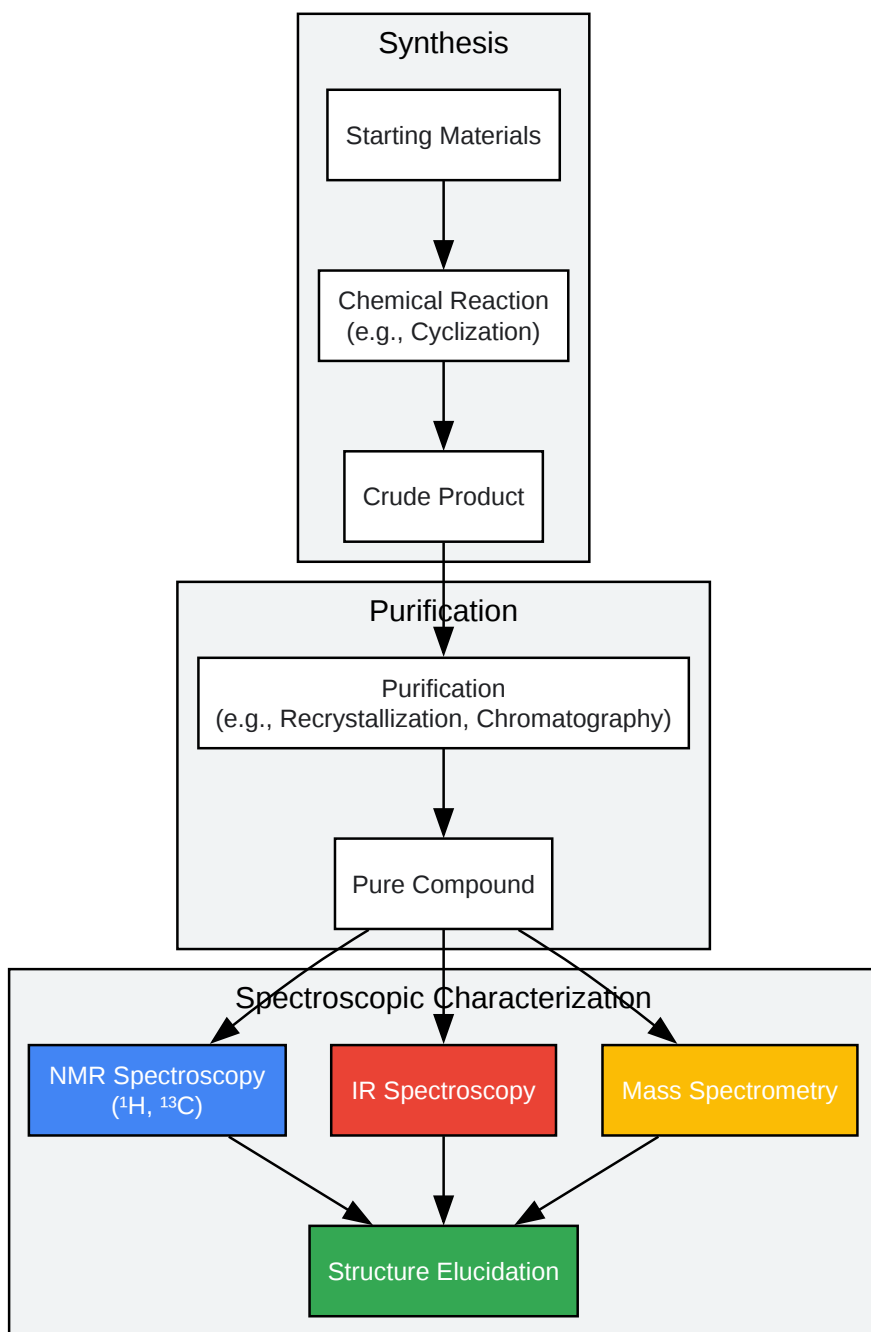 Synthesis
Starting Materials
Chemical Reaction
(e.g., Cyclization)
Crude Product
Purification
Purification
(e.g., Recrystallization, Chromatography)
Pure Compound
Spectroscopic Characterization
NMR Spectroscopy
(¹H, ¹³C)
IR Spectroscopy
Mass Spectrometry
Structure Elucidation